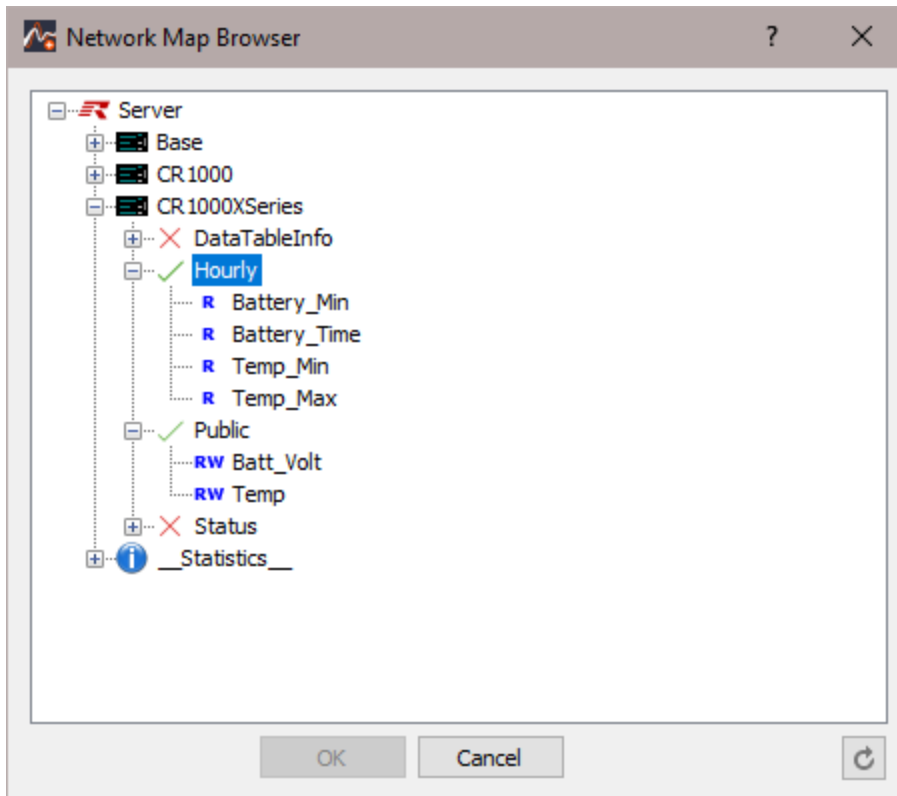 Network Map Browser ?
Server
Base
CR1000
CR1000XSeries
DataTableInfo
Hourly
R Battery_Min
R Battery_Time
R Temp_Min
R Temp_Max
Public
RW Batt_Volt
RW Temp
Status
i __Statistics__
OK Cancel